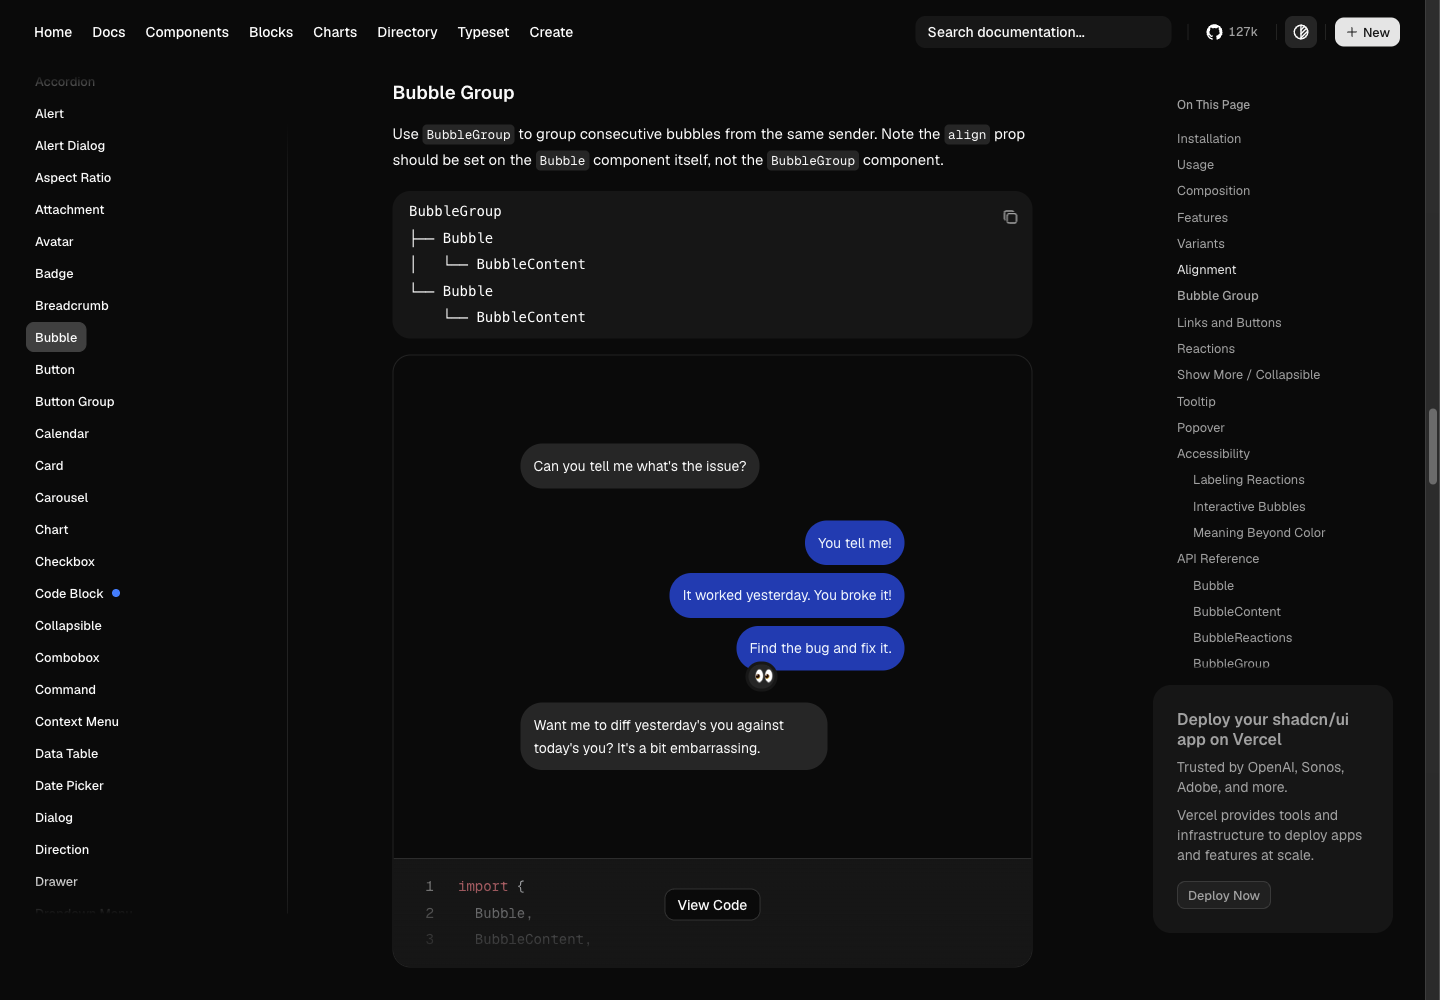 Home Docs Components Blocks Charts Directory Typeset Create
Search documentation...
127k
New
Accordion
Alert
Alert Dialog
Aspect Ratio
Attachment
Avatar
Badge
Breadcrumb
Bubble
Button
Button Group
Calendar
Card
Carousel
Chart
Checkbox
Code Block
Collapsible
Combobox
Command
Context Menu
Data Table
Date Picker
Dialog
Direction
Drawer
Dropdown Menu
Bubble Group
Use BubbleGroup to group consecutive bubbles from the same sender. Note the align prop
should be set on the Bubble component itself, not the BubbleGroup component.
BubbleGroup
├── Bubble
│   └── BubbleContent
└── Bubble
    └── BubbleContent
Can you tell me what's the issue?
You tell me!
It worked yesterday. You broke it!
Find the bug and fix it.
👀
Want me to diff yesterday's you against
today's you? It's a bit embarrassing.
1 import {
2   Bubble,
3   BubbleContent,
View Code
On This Page
Installation
Usage
Composition
Features
Variants
Alignment
Bubble Group
Links and Buttons
Reactions
Show More / Collapsible
Tooltip
Popover
Accessibility
Labeling Reactions
Interactive Bubbles
Meaning Beyond Color
API Reference
Bubble
BubbleContent
BubbleReactions
BubbleGroup
Deploy your shadcn/ui
app on Vercel
Trusted by OpenAI, Sonos,
Adobe, and more.
Vercel provides tools and
infrastructure to deploy apps
and features at scale.
Deploy Now